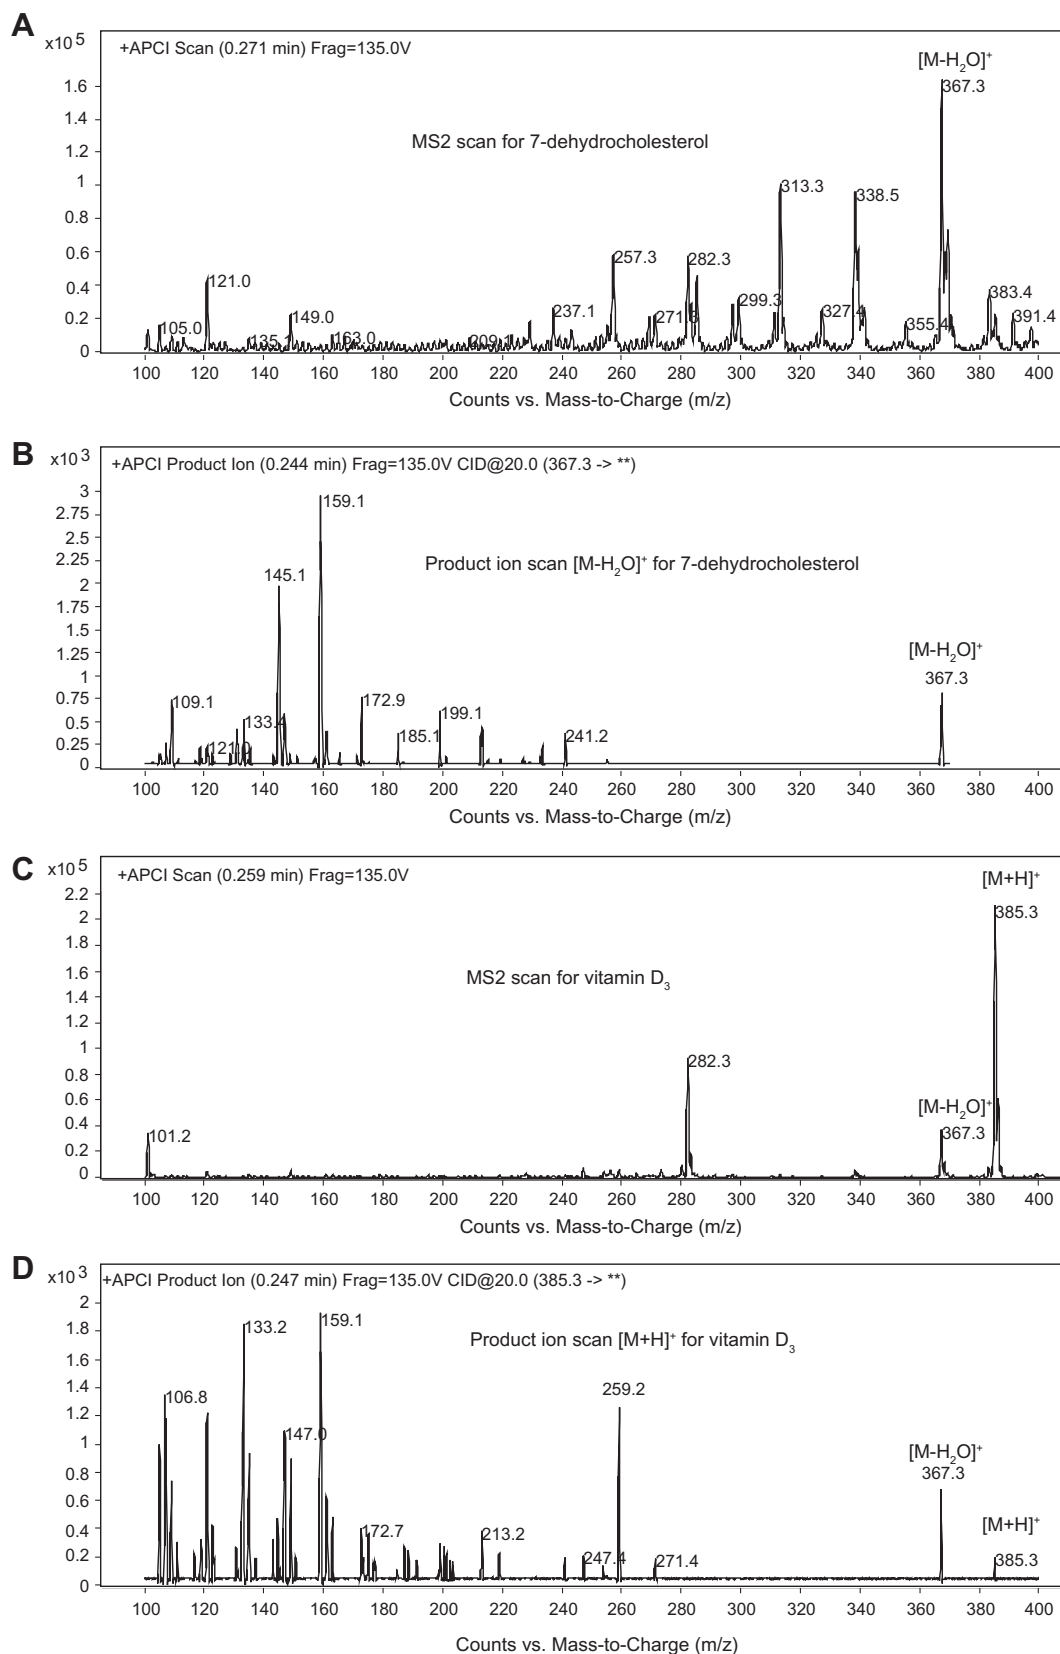 A
x10⁵
+APCI Scan (0.271 min) Frag=135.0V
[M-H₂O]⁺
367.3
MS2 scan for 7-dehydrocholesterol
1.6
1.4
1.2
1
0.8
0.6
0.4
0.2
0
105.0
121.0
135.1
149.0
163.0
209.1
237.1
257.3
271.3
282.3
299.3
313.3
327.4
338.5
355.4
383.4
391.4
100 120 140 160 180 200 220 240 260 280 300 320 340 360 380 400
Counts vs. Mass-to-Charge (m/z)
B
x10³
+APCI Product Ion (0.244 min) Frag=135.0V CID@20.0 (367.3 -> **)
Product ion scan [M-H₂O]⁺ for 7-dehydrocholesterol
3
2.75
2.5
2.25
2
1.75
1.5
1.25
1
0.75
0.5
0.25
0
109.1
121.0
133.4
145.1
159.1
172.9
185.1
199.1
241.2
[M-H₂O]⁺
367.3
100 120 140 160 180 200 220 240 260 280 300 320 340 360 380 400
Counts vs. Mass-to-Charge (m/z)
C
x10⁵
+APCI Scan (0.259 min) Frag=135.0V
[M+H]⁺
385.3
MS2 scan for vitamin D₃
2.2
2
1.8
1.6
1.4
1.2
1
0.8
0.6
0.4
0.2
0
101.2
282.3
[M-H₂O]⁺
367.3
100 120 140 160 180 200 220 240 260 280 300 320 340 360 380 400
Counts vs. Mass-to-Charge (m/z)
D
x10³
+APCI Product Ion (0.247 min) Frag=135.0V CID@20.0 (385.3 -> **)
Product ion scan [M+H]⁺ for vitamin D₃
2
1.8
1.6
1.4
1.2
1
0.8
0.6
0.4
0.2
0
106.8
133.2
147.0
159.1
172.7
213.2
247.4
259.2
271.4
[M-H₂O]⁺
367.3
[M+H]⁺
385.3
100 120 140 160 180 200 220 240 260 280 300 320 340 360 380 400
Counts vs. Mass-to-Charge (m/z)